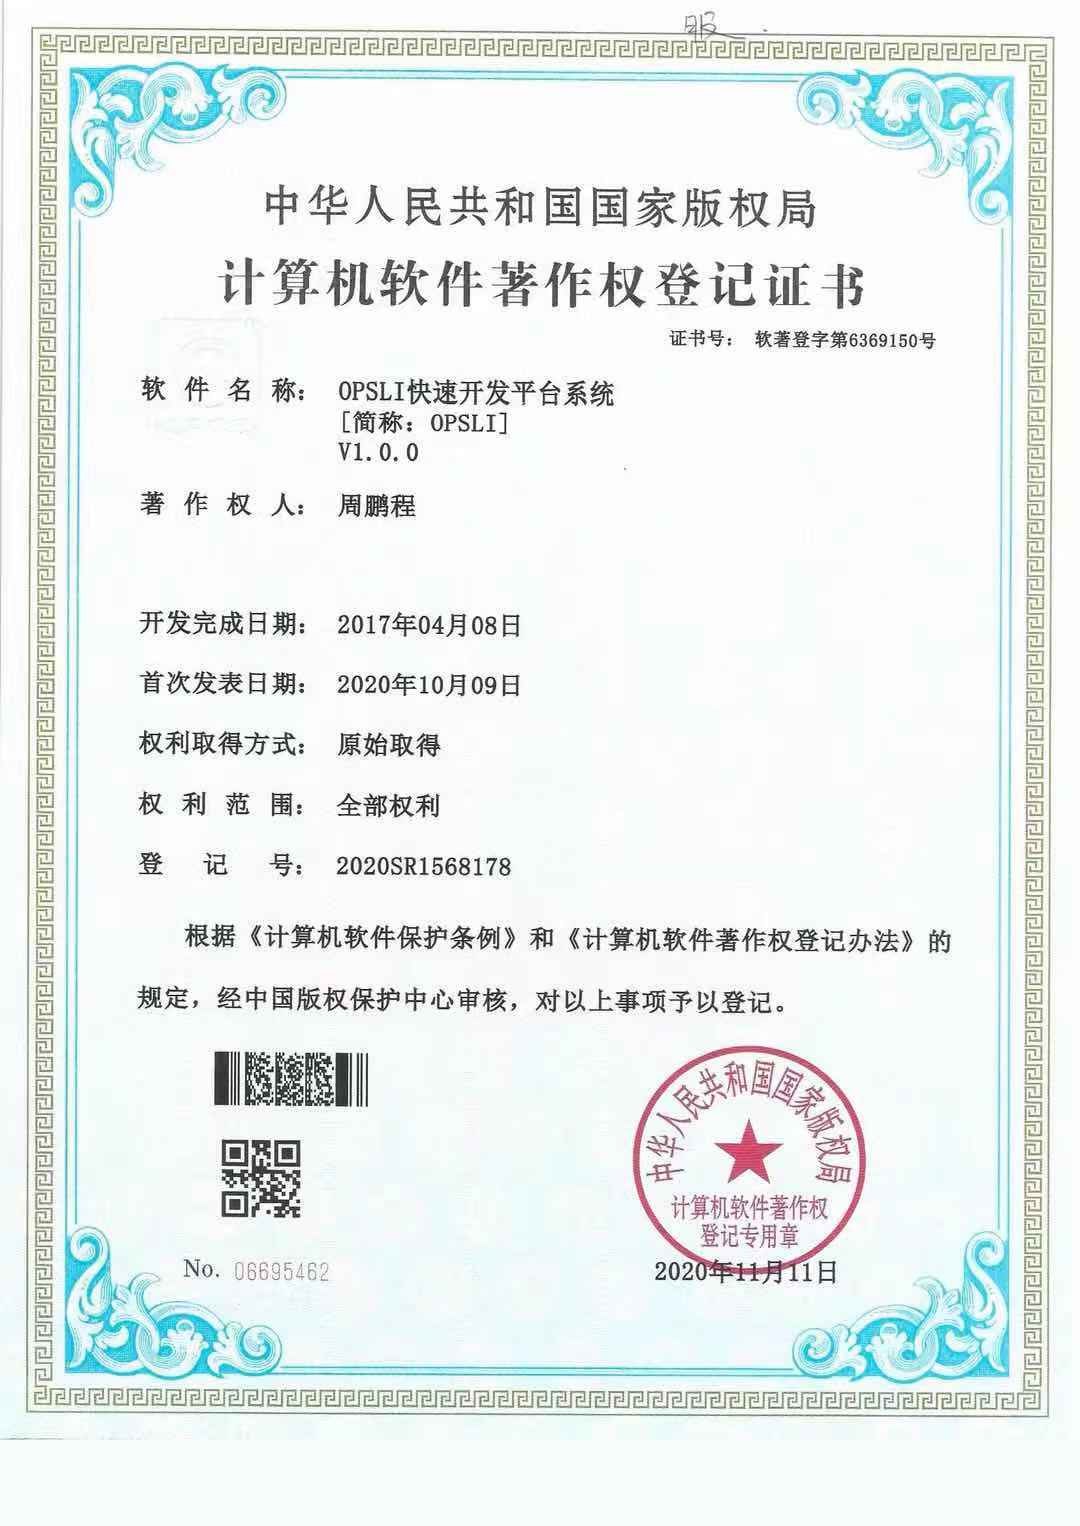 服
中华人民共和国国家版权局
计算机软件著作权登记证书
证书号： 软著登字第6369150号
软件名称： OPSLI快速开发平台系统
[简称：OPSLI]
V1.0.0
著作权人： 周鹏程
开发完成日期： 2017年04月08日
首次发表日期： 2020年10月09日
权利取得方式： 原始取得
权利范围： 全部权利
登记号： 2020SR1568178
根据《计算机软件保护条例》和《计算机软件著作权登记办法》的
规定，经中国版权保护中心审核，对以上事项予以登记。
中华人民共和国国家版权局
计算机软件著作权
登记专用章
No. 06695462
2020年11月11日